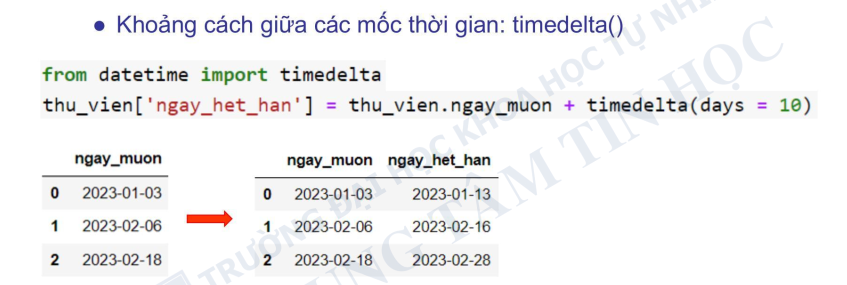 ● Khoảng cách giữa các mốc thời gian: timedelta()
from datetime import timedelta
thu_vien['ngay_het_han'] = thu_vien.ngay_muon + timedelta(days = 10)
ngay_muon
0 2023-01-03
1 2023-02-06
2 2023-02-18
ngay_muon ngay_het_han
0 2023-01-03 2023-01-13
1 2023-02-06 2023-02-16
2 2023-02-18 2023-02-28
TRƯỜNG ĐẠI HỌC KHOA HỌC TỰ NHI
TRUNG TÂM TIN HỌC